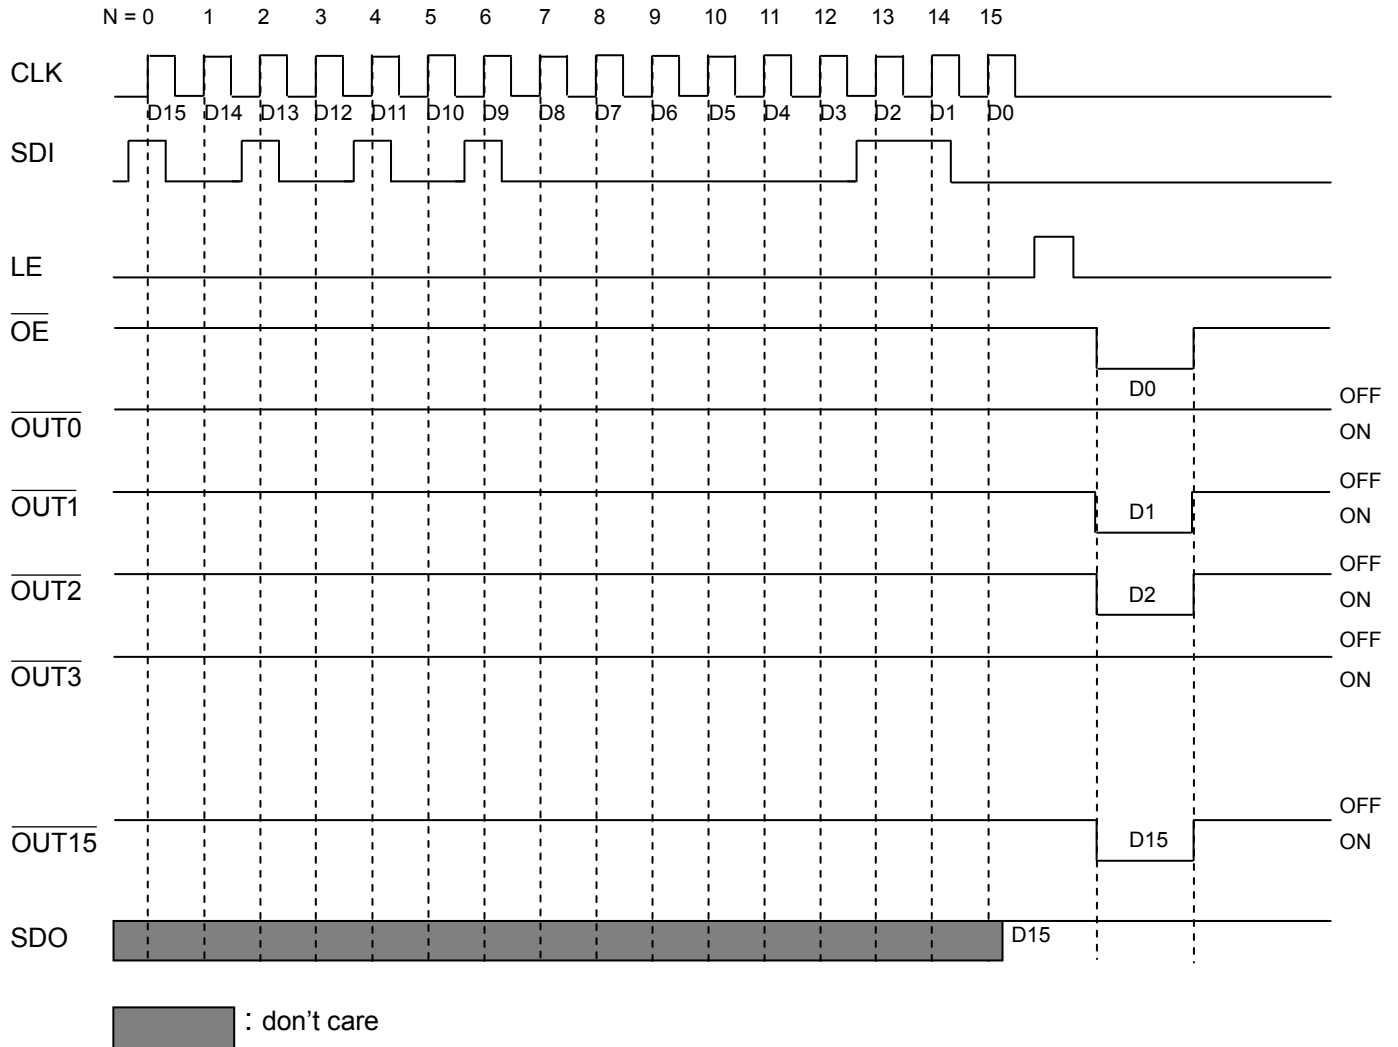 N = 0 1 2 3 4 5 6 7 8 9 10 11 12 13 14 15
CLK
D15 D14 D13 D12 D11 D10 D9 D8 D7 D6 D5 D4 D3 D2 D1 D0
SDI
LE
OE
D0
OFF
OUT0
ON
OFF
OUT1
D1
ON
OFF
OUT2
D2
ON
OFF
OUT3
ON
OFF
OUT15
D15
ON
SDO
D15
: don't care